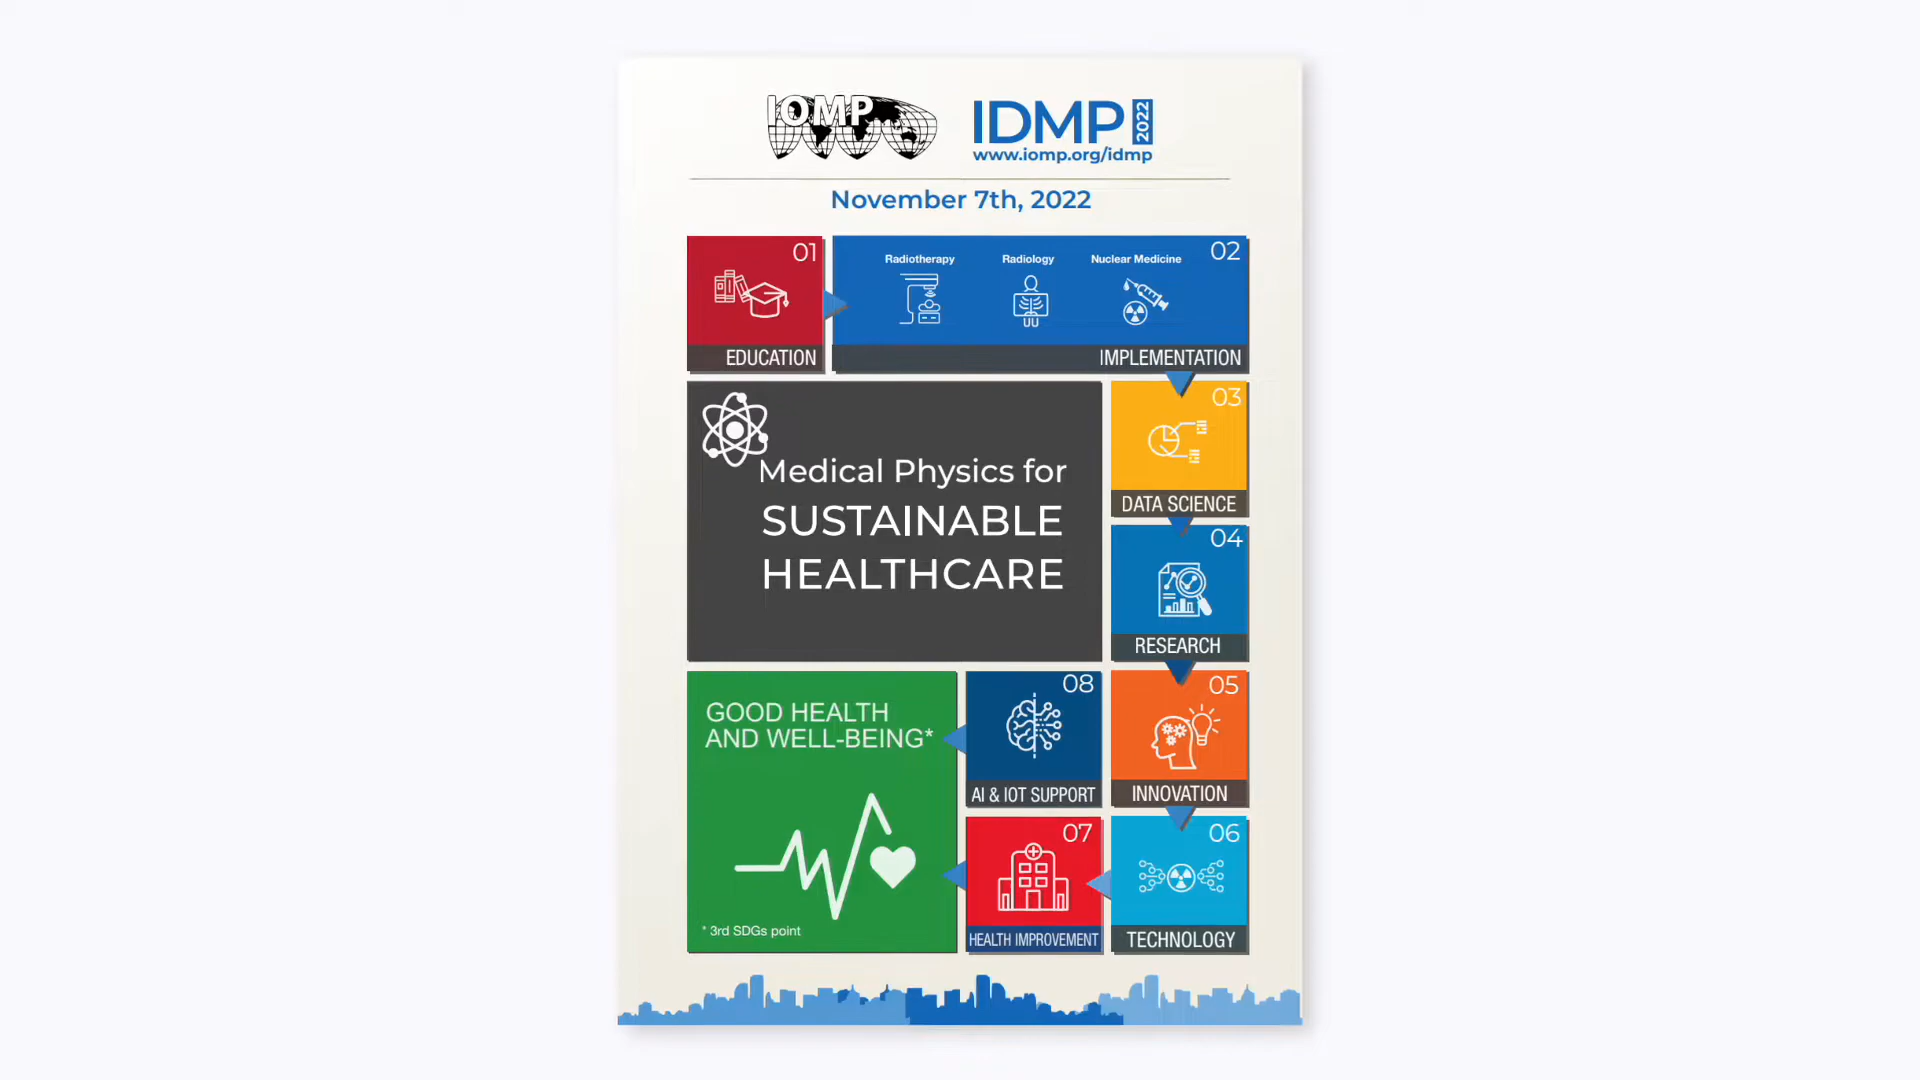 IOMP
IDMP 2022
www.iomp.org/idmp
November 7th, 2022
01
EDUCATION
02
Radiotherapy
Radiology
Nuclear Medicine
IMPLEMENTATION
Medical Physics for
SUSTAINABLE
HEALTHCARE
03
DATA SCIENCE
04
RESEARCH
05
INNOVATION
06
TECHNOLOGY
07
HEALTH IMPROVEMENT
08
AI & IOT SUPPORT
GOOD HEALTH
AND WELL-BEING*
* 3rd SDGs point